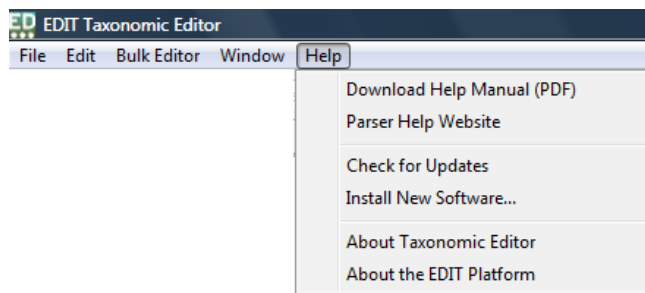 ED EDIT Taxonomic Editor
File Edit Bulk Editor Window Help
Download Help Manual (PDF)
Parser Help Website
Check for Updates
Install New Software...
About Taxonomic Editor
About the EDIT Platform